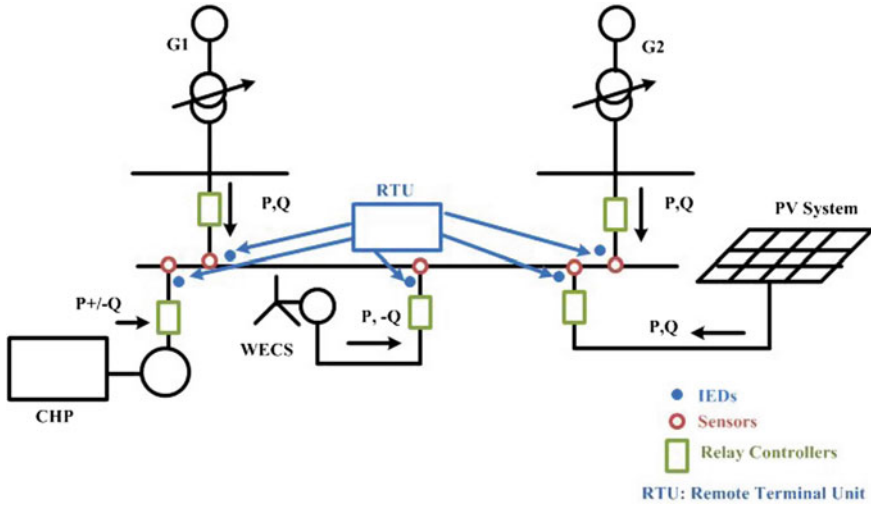 G1
G2
P,Q
RTU
P,Q
PV System
P+/-Q
WECS
P, -Q
P,Q
CHP
IEDs
Sensors
Relay Controllers
RTU: Remote Terminal Unit